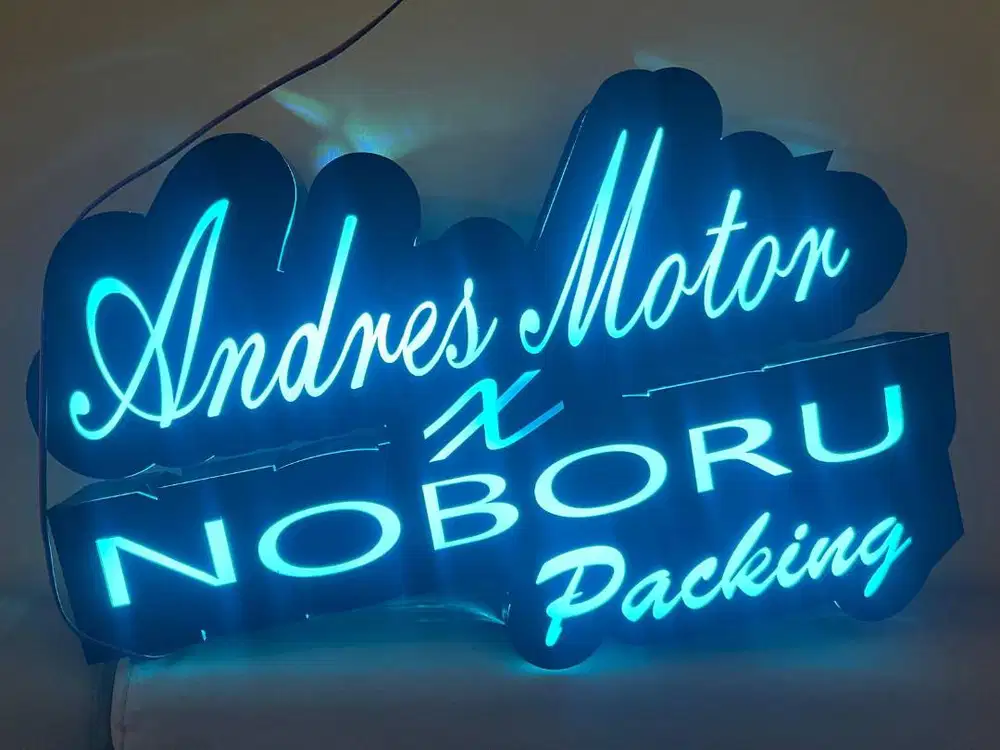 Andres Motor
X
NOBORU
Packing